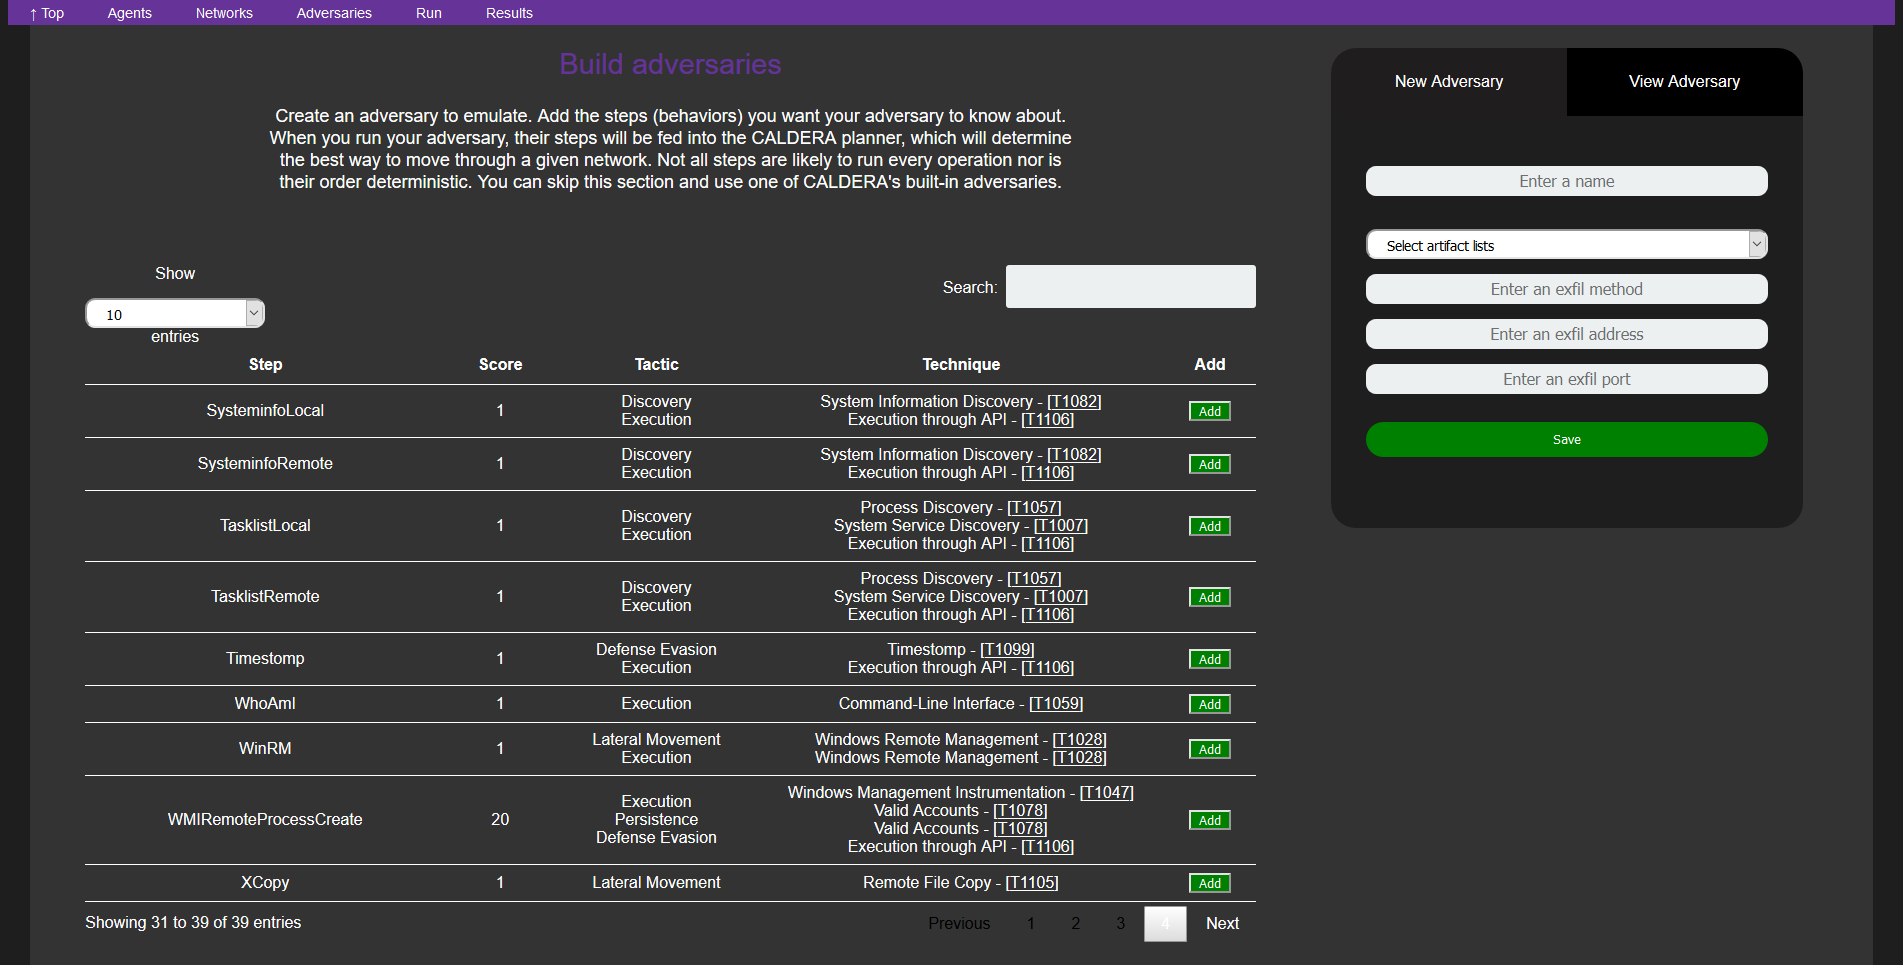 ↑ Top Agents Networks Adversaries Run Results
Build adversaries
Create an adversary to emulate. Add the steps (behaviors) you want your adversary to know about.
When you run your adversary, their steps will be fed into the CALDERA planner, which will determine
the best way to move through a given network. Not all steps are likely to run every operation nor is
their order deterministic. You can skip this section and use one of CALDERA's built-in adversaries.
Show
10
entries
Search:
Step Score Tactic Technique Add
SysteminfoLocal 1 Discovery Execution System Information Discovery - [T1082] Execution through API - [T1106] Add
SysteminfoRemote 1 Discovery Execution System Information Discovery - [T1082] Execution through API - [T1106] Add
TasklistLocal 1 Discovery Execution Process Discovery - [T1057] System Service Discovery - [T1007] Execution through API - [T1106] Add
TasklistRemote 1 Discovery Execution Process Discovery - [T1057] System Service Discovery - [T1007] Execution through API - [T1106] Add
Timestomp 1 Defense Evasion Execution Timestomp - [T1099] Execution through API - [T1106] Add
WhoAmI 1 Execution Command-Line Interface - [T1059] Add
WinRM 1 Lateral Movement Execution Windows Remote Management - [T1028] Windows Remote Management - [T1028] Add
WMIRemoteProcessCreate 20 Execution Persistence Defense Evasion Windows Management Instrumentation - [T1047] Valid Accounts - [T1078] Valid Accounts - [T1078] Execution through API - [T1106] Add
XCopy 1 Lateral Movement Remote File Copy - [T1105] Add
Showing 31 to 39 of 39 entries
Previous 1 2 3 4 Next
New Adversary View Adversary
Enter a name
Select artifact lists
Enter an exfil method
Enter an exfil address
Enter an exfil port
Save